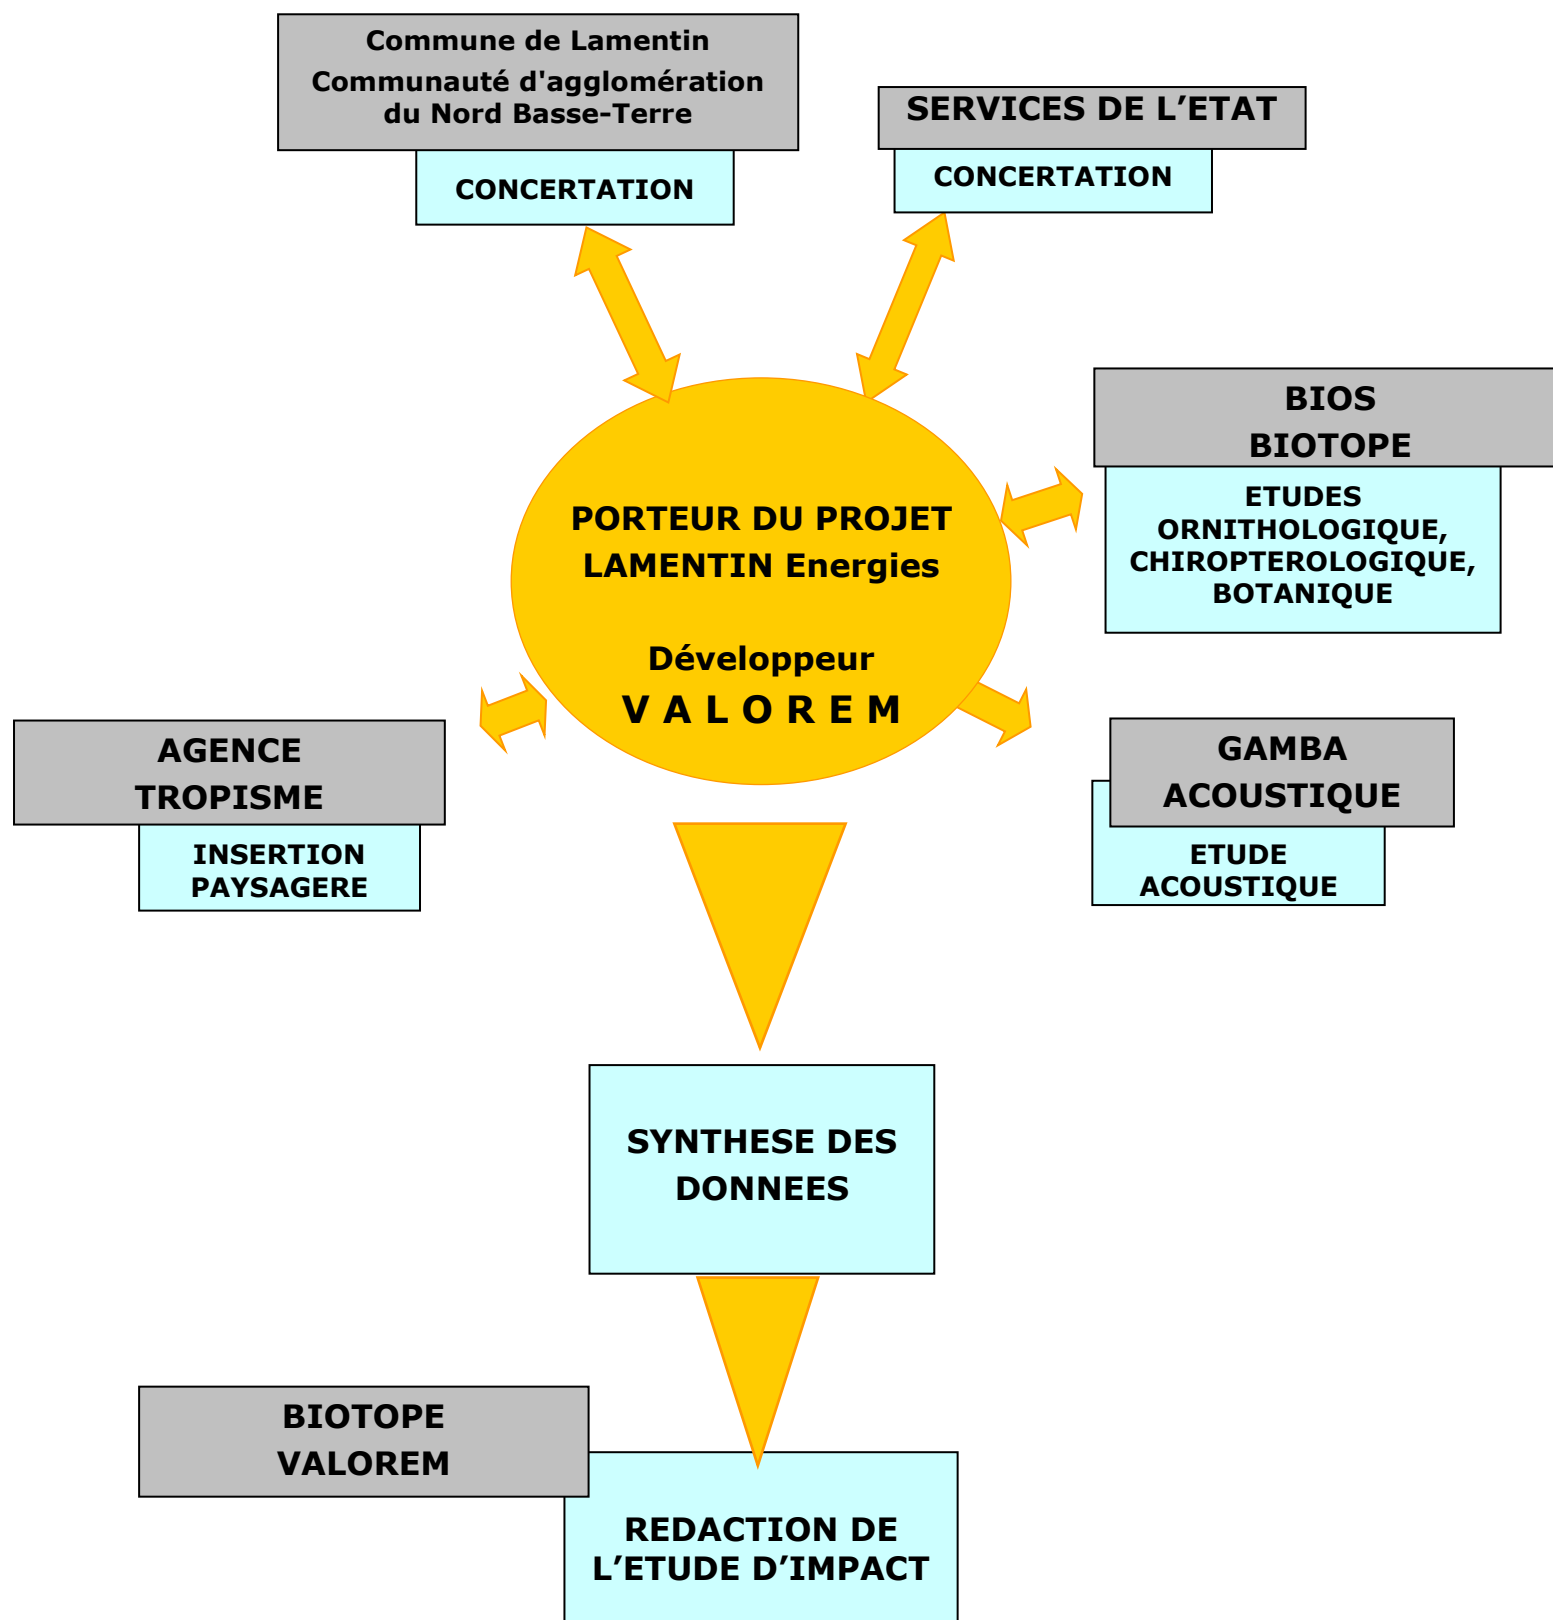 Commune de Lamentin
Communauté d'agglomération
du Nord Basse-Terre
CONCERTATION
SERVICES DE L’ETAT
CONCERTATION
BIOS
BIOTOPE
ETUDES
ORNITHOLOGIQUE,
CHIROPTEROLOGIQUE,
BOTANIQUE
PORTEUR DU PROJET
LAMENTIN Energies
Développeur
V A L O R E M
AGENCE
TROPISME
INSERTION
PAYSAGERE
GAMBA
ACOUSTIQUE
ETUDE
ACOUSTIQUE
SYNTHESE DES
DONNEES
BIOTOPE
VALOREM
REDACTION DE
L’ETUDE D’IMPACT